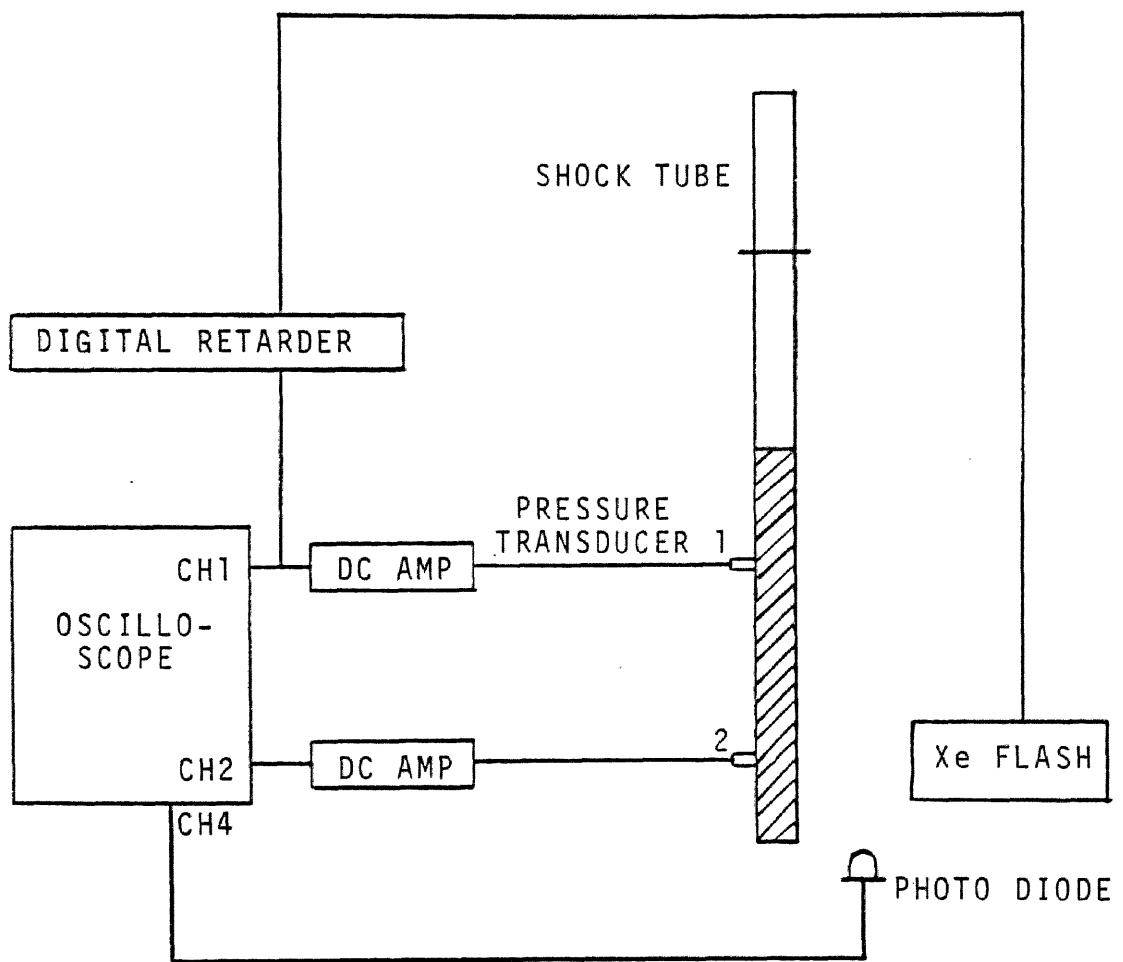 SHOCK TUBE
DIGITAL RETARDER
PRESSURE
TRANSDUCER 1
CH1
DC AMP
OSCILLO-
SCOPE
2
CH2
DC AMP
Xe FLASH
CH4
PHOTO DIODE